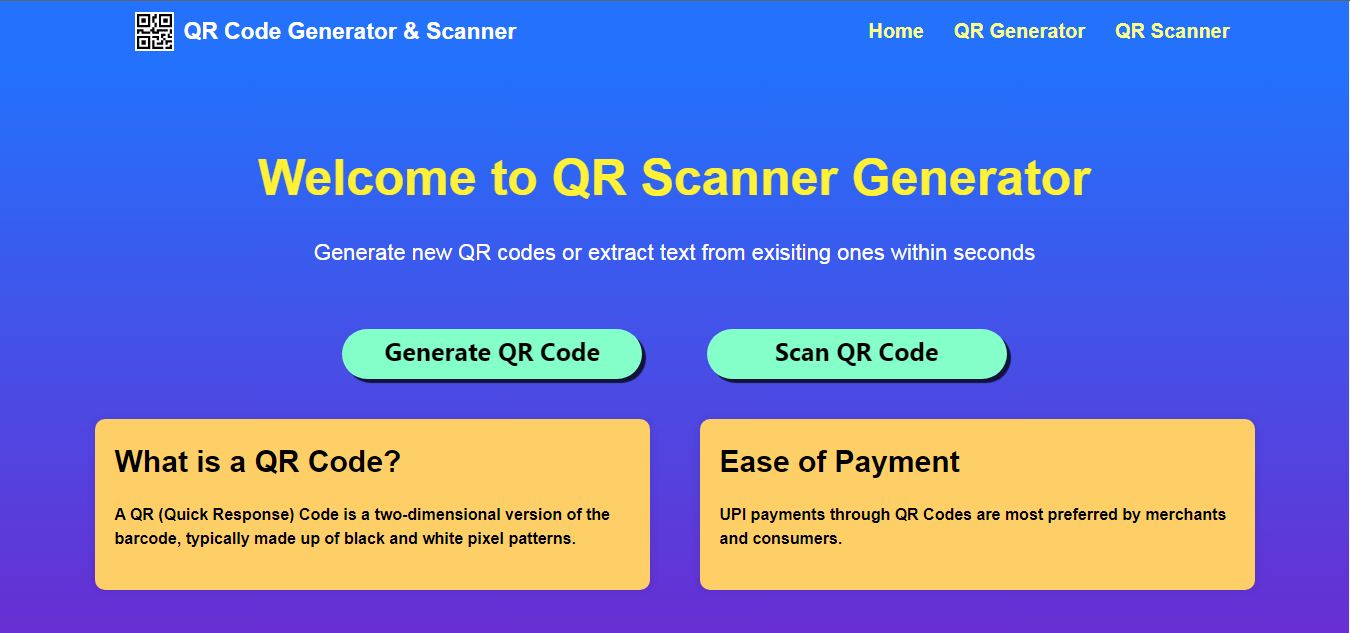 QR Code Generator & Scanner
Home
QR Generator
QR Scanner
Welcome to QR Scanner Generator
Generate new QR codes or extract text from exisiting ones within seconds
Generate QR Code
Scan QR Code
What is a QR Code?
A QR (Quick Response) Code is a two-dimensional version of the
barcode, typically made up of black and white pixel patterns.
Ease of Payment
UPI payments through QR Codes are most preferred by merchants
and consumers.